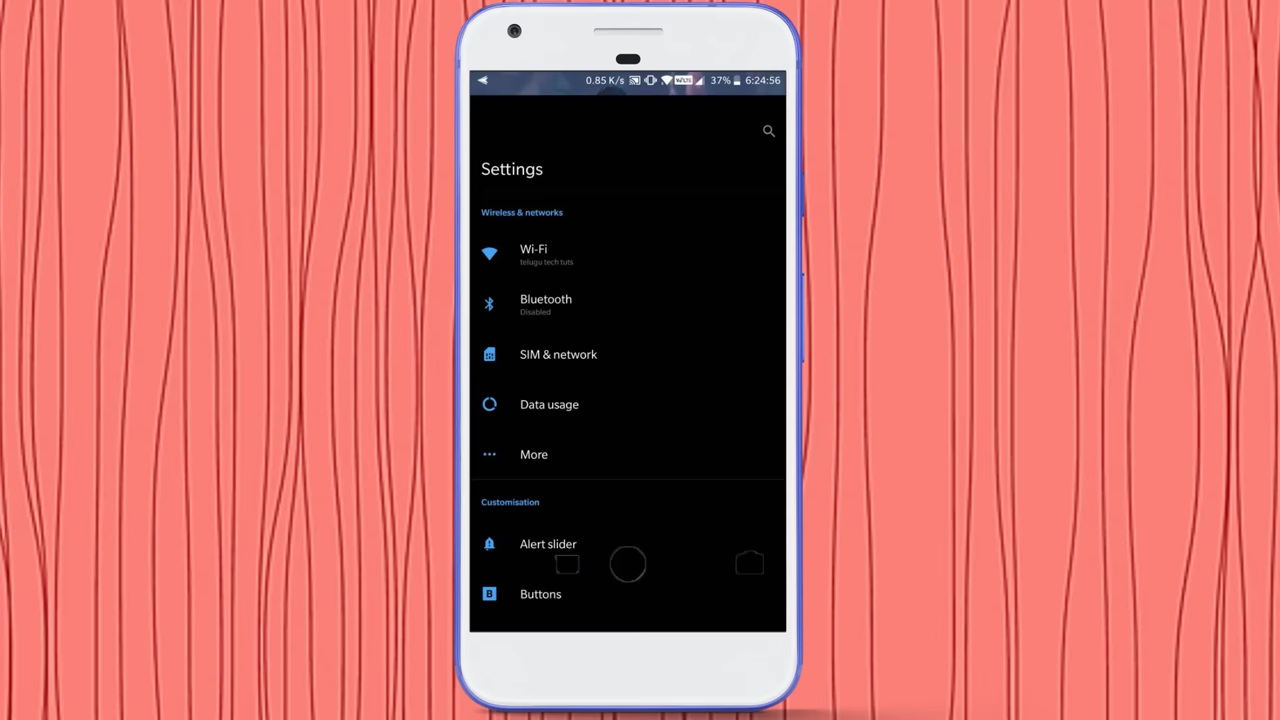 0.85 K/s VoLTE 37% 6:24:56
Settings
Wireless & networks
Wi-Fi
telugu tech tuts
Bluetooth
Disabled
SIM & network
Data usage
More
Customisation
Alert slider
B Buttons